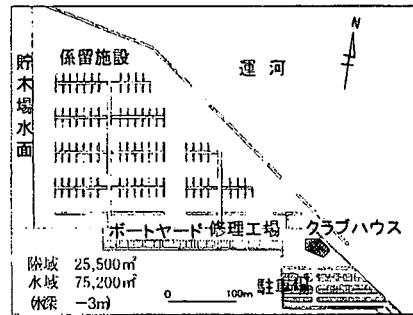 係留施設
運河
N
貯木場水面
ボートヤード・修理工場
クラブハウス
陸域 25,500㎡
水域 75,200㎡
(水深 -3m)
0 100m
駐車場